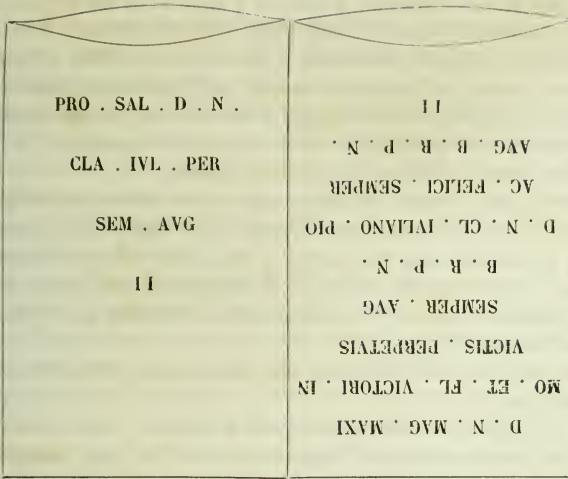 PRO . SAL . D . N .
CLA . IVL . PER
SEM . AVG
II
D . N . MAG . MAXI
MO . ET . FL . VICTORI . IN
VICTIS . PERPETVIS
SEMPER . AVG
B . R . P . N .
D . N . CL . IVLIANO . PIO
AC . FELICI . SEMPER
AVG . B . R . P . N .
II